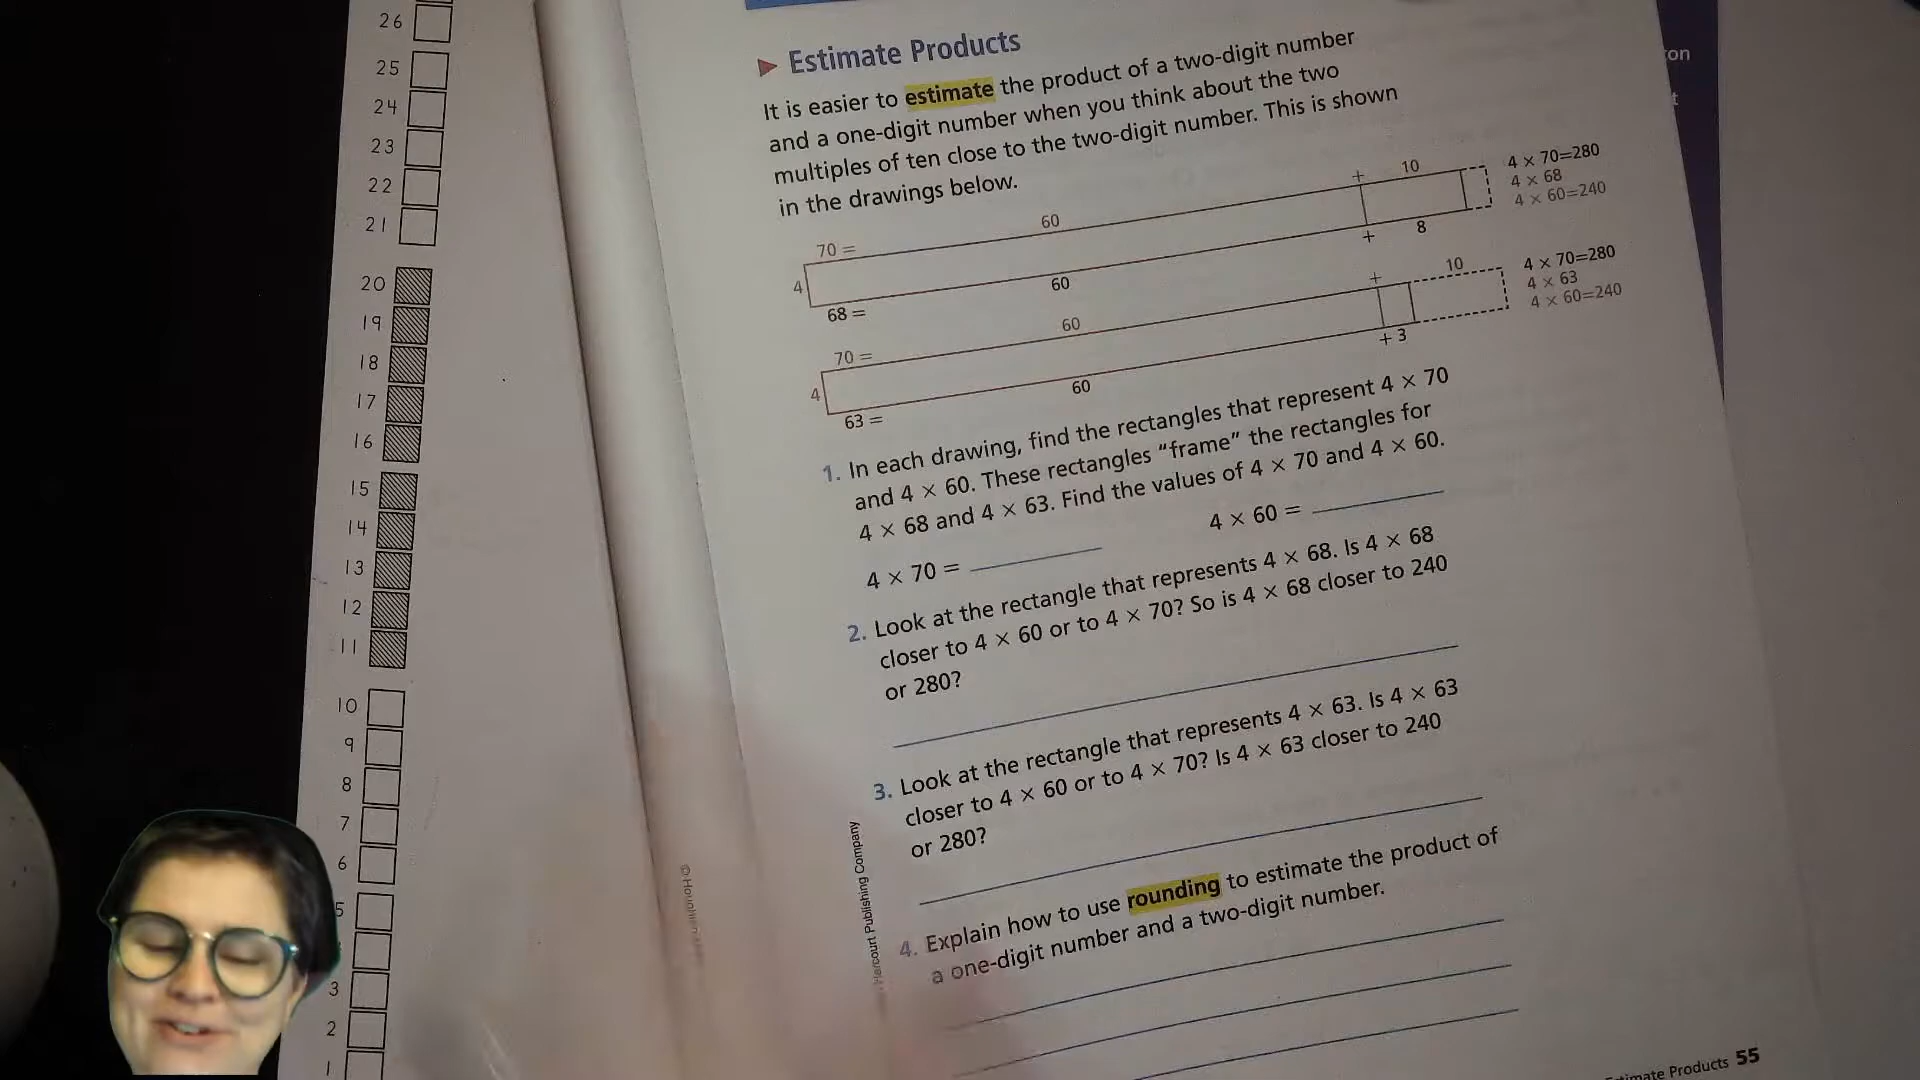 26
25
24
23
22
21
20
19
18
17
16
15
14
13
12
11
10
9
8
7
6
5
3
2
1
Estimate Products
It is easier to estimate the product of a two-digit number
and a one-digit number when you think about the two
multiples of ten close to the two-digit number. This is shown
in the drawings below.
70 =
60
+
10
4
68 =
60
+
8
4 × 70=280
4 × 68
4 × 60=240
70 =
60
+
10
4
63 =
60
+ 3
4 × 70=280
4 × 63
4 × 60=240
1. In each drawing, find the rectangles that represent 4 × 70
and 4 × 60. These rectangles “frame” the rectangles for
4 × 68 and 4 × 63. Find the values of 4 × 70 and 4 × 60.
4 × 70 =
4 × 60 =
2. Look at the rectangle that represents 4 × 68. Is 4 × 68
closer to 4 × 60 or to 4 × 70? So is 4 × 68 closer to 240
or 280?
3. Look at the rectangle that represents 4 × 63. Is 4 × 63
closer to 4 × 60 or to 4 × 70? Is 4 × 63 closer to 240
or 280?
4. Explain how to use rounding to estimate the product of
a one-digit number and a two-digit number.
Harcourt Publishing Company
Products 55
on
t